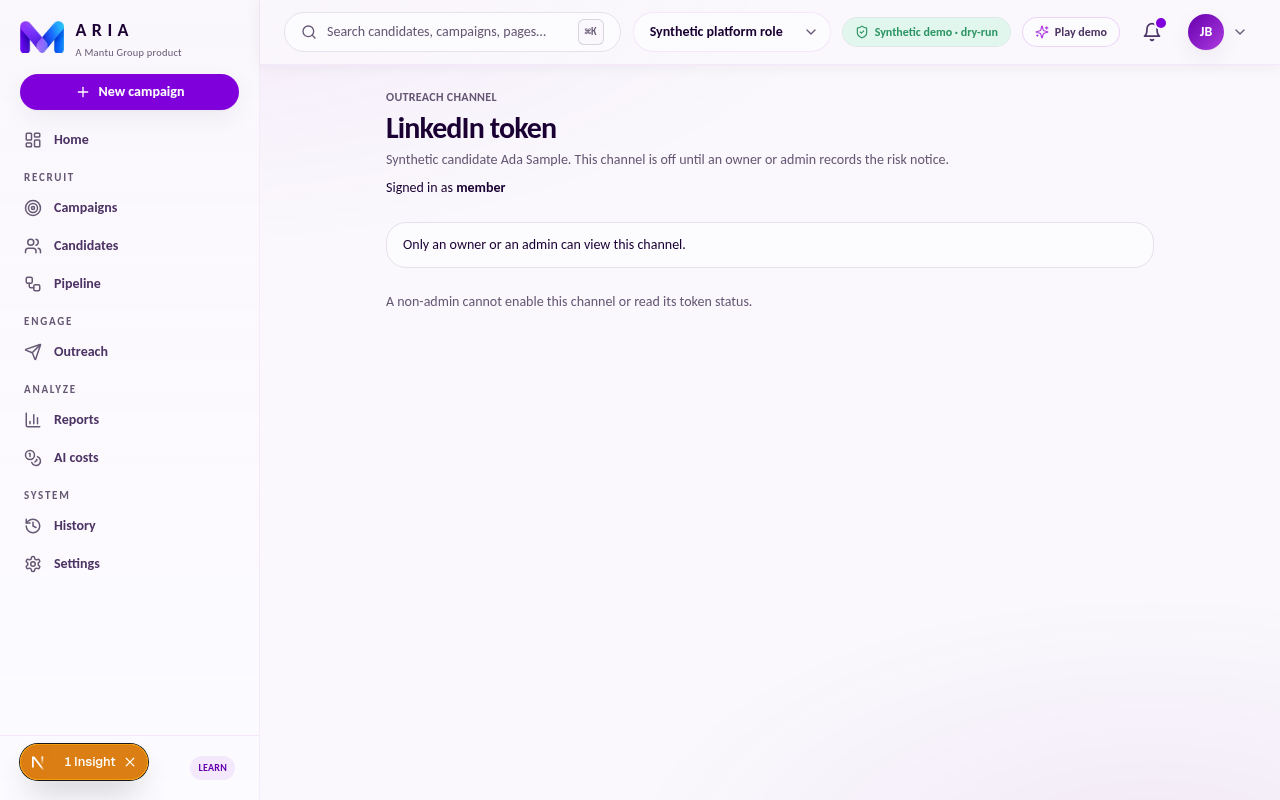 ARIA
A Mantu Group product
New campaign
Home
RECRUIT
Campaigns
Candidates
Pipeline
ENGAGE
Outreach
ANALYZE
Reports
AI costs
SYSTEM
History
Settings
1 Insight
LEARN
Search candidates, campaigns, pages...
⌘K
Synthetic platform role
Synthetic demo · dry-run
Play demo
JB
OUTREACH CHANNEL
LinkedIn token
Synthetic candidate Ada Sample. This channel is off until an owner or admin records the risk notice.
Signed in as member
Only an owner or an admin can view this channel.
A non-admin cannot enable this channel or read its token status.